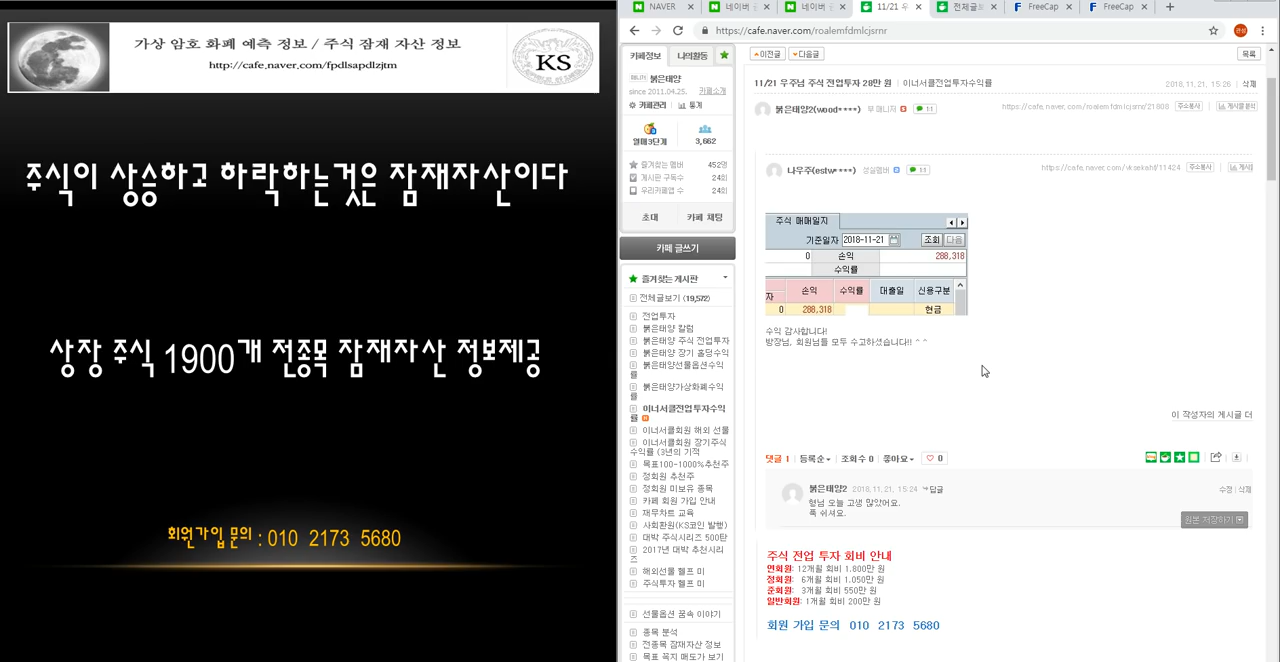 가상 암호 화폐 예측 정보 / 주식 잠재 자산 정보
http://cafe.naver.com/fpdlsapdlzjtm
KS
주식이 상승하고 하락하는것은 잠재자산이다
상장 주식 1900개 전종목 잠재자산 정보제공
회원가입 문의 : 010 2173 5680
NAVER
네이버
네이버
11/21 우
전체글보
FreeCap
FreeCap
https://cafe.naver.com/roalemfdmlcjsrnr
카페정보
나의활동
붉은태양
since 2011.04.25.
카페소개
카페관리
통계
열매3단계
3,662
즐겨찾는 멤버 452명
게시판 구독수 24회
우리카페앱 수 24회
초대
카페 채팅
카페 글쓰기
즐겨찾는 게시판
전체글보기 (19,572)
전업투자
붉은태양 칼럼
붉은태양 주식 전업투자
붉은태양 장기 홀딩수익
붉은태양선물옵션수익률
붉은태양가상화폐수익률
이너서클전업 투자수익률
이너서클회원 해외 선물
이너서클회원 장기주식 수익률 (3년의 기적
목표100-1000%추천주
정회원 추천주
정회원 미보유 종목
카페 회원 가입 안내
재무차트 교육
사회환원(KS코인 발행)
대박 주식시리즈 500탄
2017년 대박 추천시리즈
해외선물 헬프 미
주식투자 헬프 미
선물옵션 꿈속 이야기
종목 분석
전종목 잠재자산 정보
목표 꼭지 매도가 보기
이전글
다음글
목록
11/21 우주님 주식 전업투자 28만 원 | 이너서클전업투자수익률
2018.11.21. 15:26 | 삭제
붉은태양2(wood****) 부매니저
1:1
https://cafe.naver.com/roalemfdmlcjsrnr/21808
주소복사
게시물 분석
나우주(estw****) 성실멤버
1:1
https://cafe.naver.com/vksekahf/11424
주소복사
게시
주식 매매일지
기준일자 2018-11-21 조회 다음
0 손익 288,318
수익률
자 손익 수익률 대출일 신용구분
0 288,318 현금
수익 감사합니다!
방장님, 회원님들 모두 수고하셨습니다!! ^^
이 작성자의 게시글 더
댓글 1 | 등록순 | 조회수 0 | 좋아요 0
붉은태양2 2018.11.21. 15:24 답글
수정 | 삭제
형님 오늘 고생 많았어요.
푹 쉬셔요.
원본 저장하기
주식 전업 투자 회비 안내
연회원: 12개월 회비 1.800만 원
정회원: 6개월 회비 1.050만 원
준회원: 3개월 회비 550만 원
일반회원: 1개월 회비 200만 원
회원 가입 문의 010 2173 5680